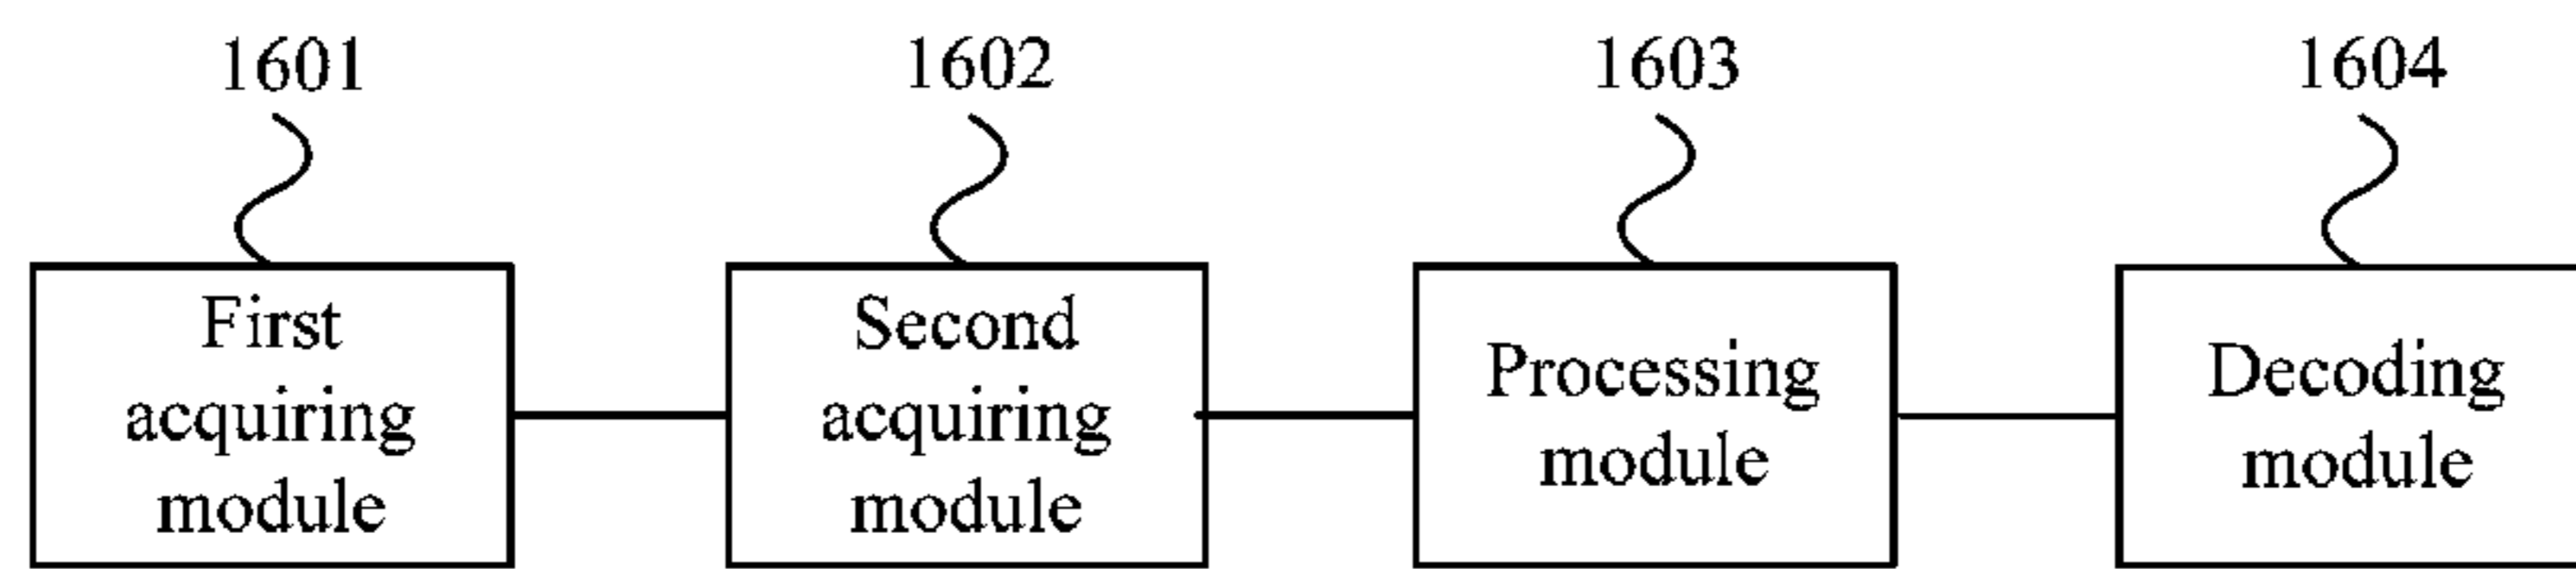 1601
1602
1603
1604
First
acquiring
module
Second
acquiring
module
Processing
module
Decoding
module